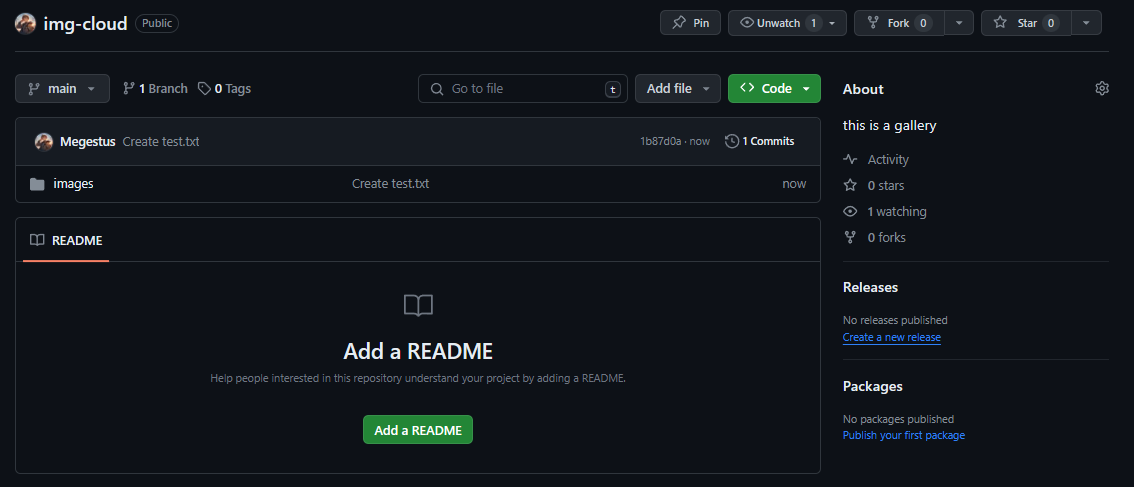 img-cloud Public Pin Unwatch 1 Fork 0 Star 0
main 1 Branch 0 Tags Go to file t Add file Code
Megestus Create test.txt 1b87d0a · now 1 Commits
images Create test.txt now
README
Add a README
Help people interested in this repository understand your project by adding a README.
Add a README
About
this is a gallery
Activity
0 stars
1 watching
0 forks
Releases
No releases published
Create a new release
Packages
No packages published
Publish your first package